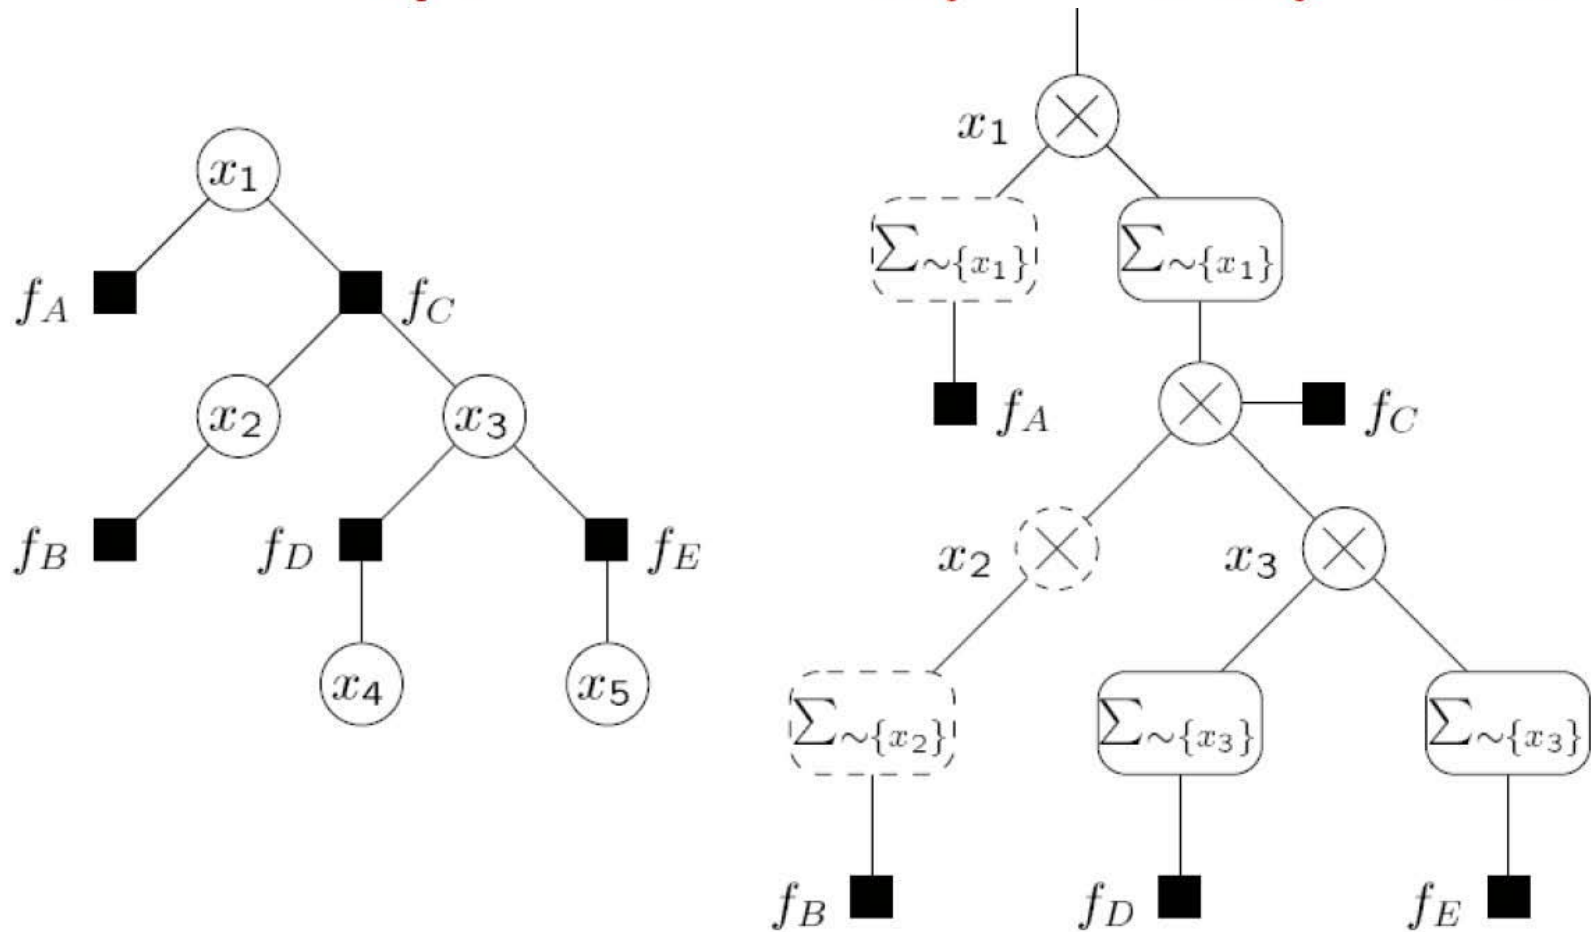 x₁
f_A
f_C
x₂
x₃
f_B
f_D
f_E
x₄
x₅
x₁
∑∼{x₁}
∑∼{x₁}
f_A
f_C
x₂
x₃
∑∼{x₂}
∑∼{x₃}
∑∼{x₃}
f_B
f_D
f_E